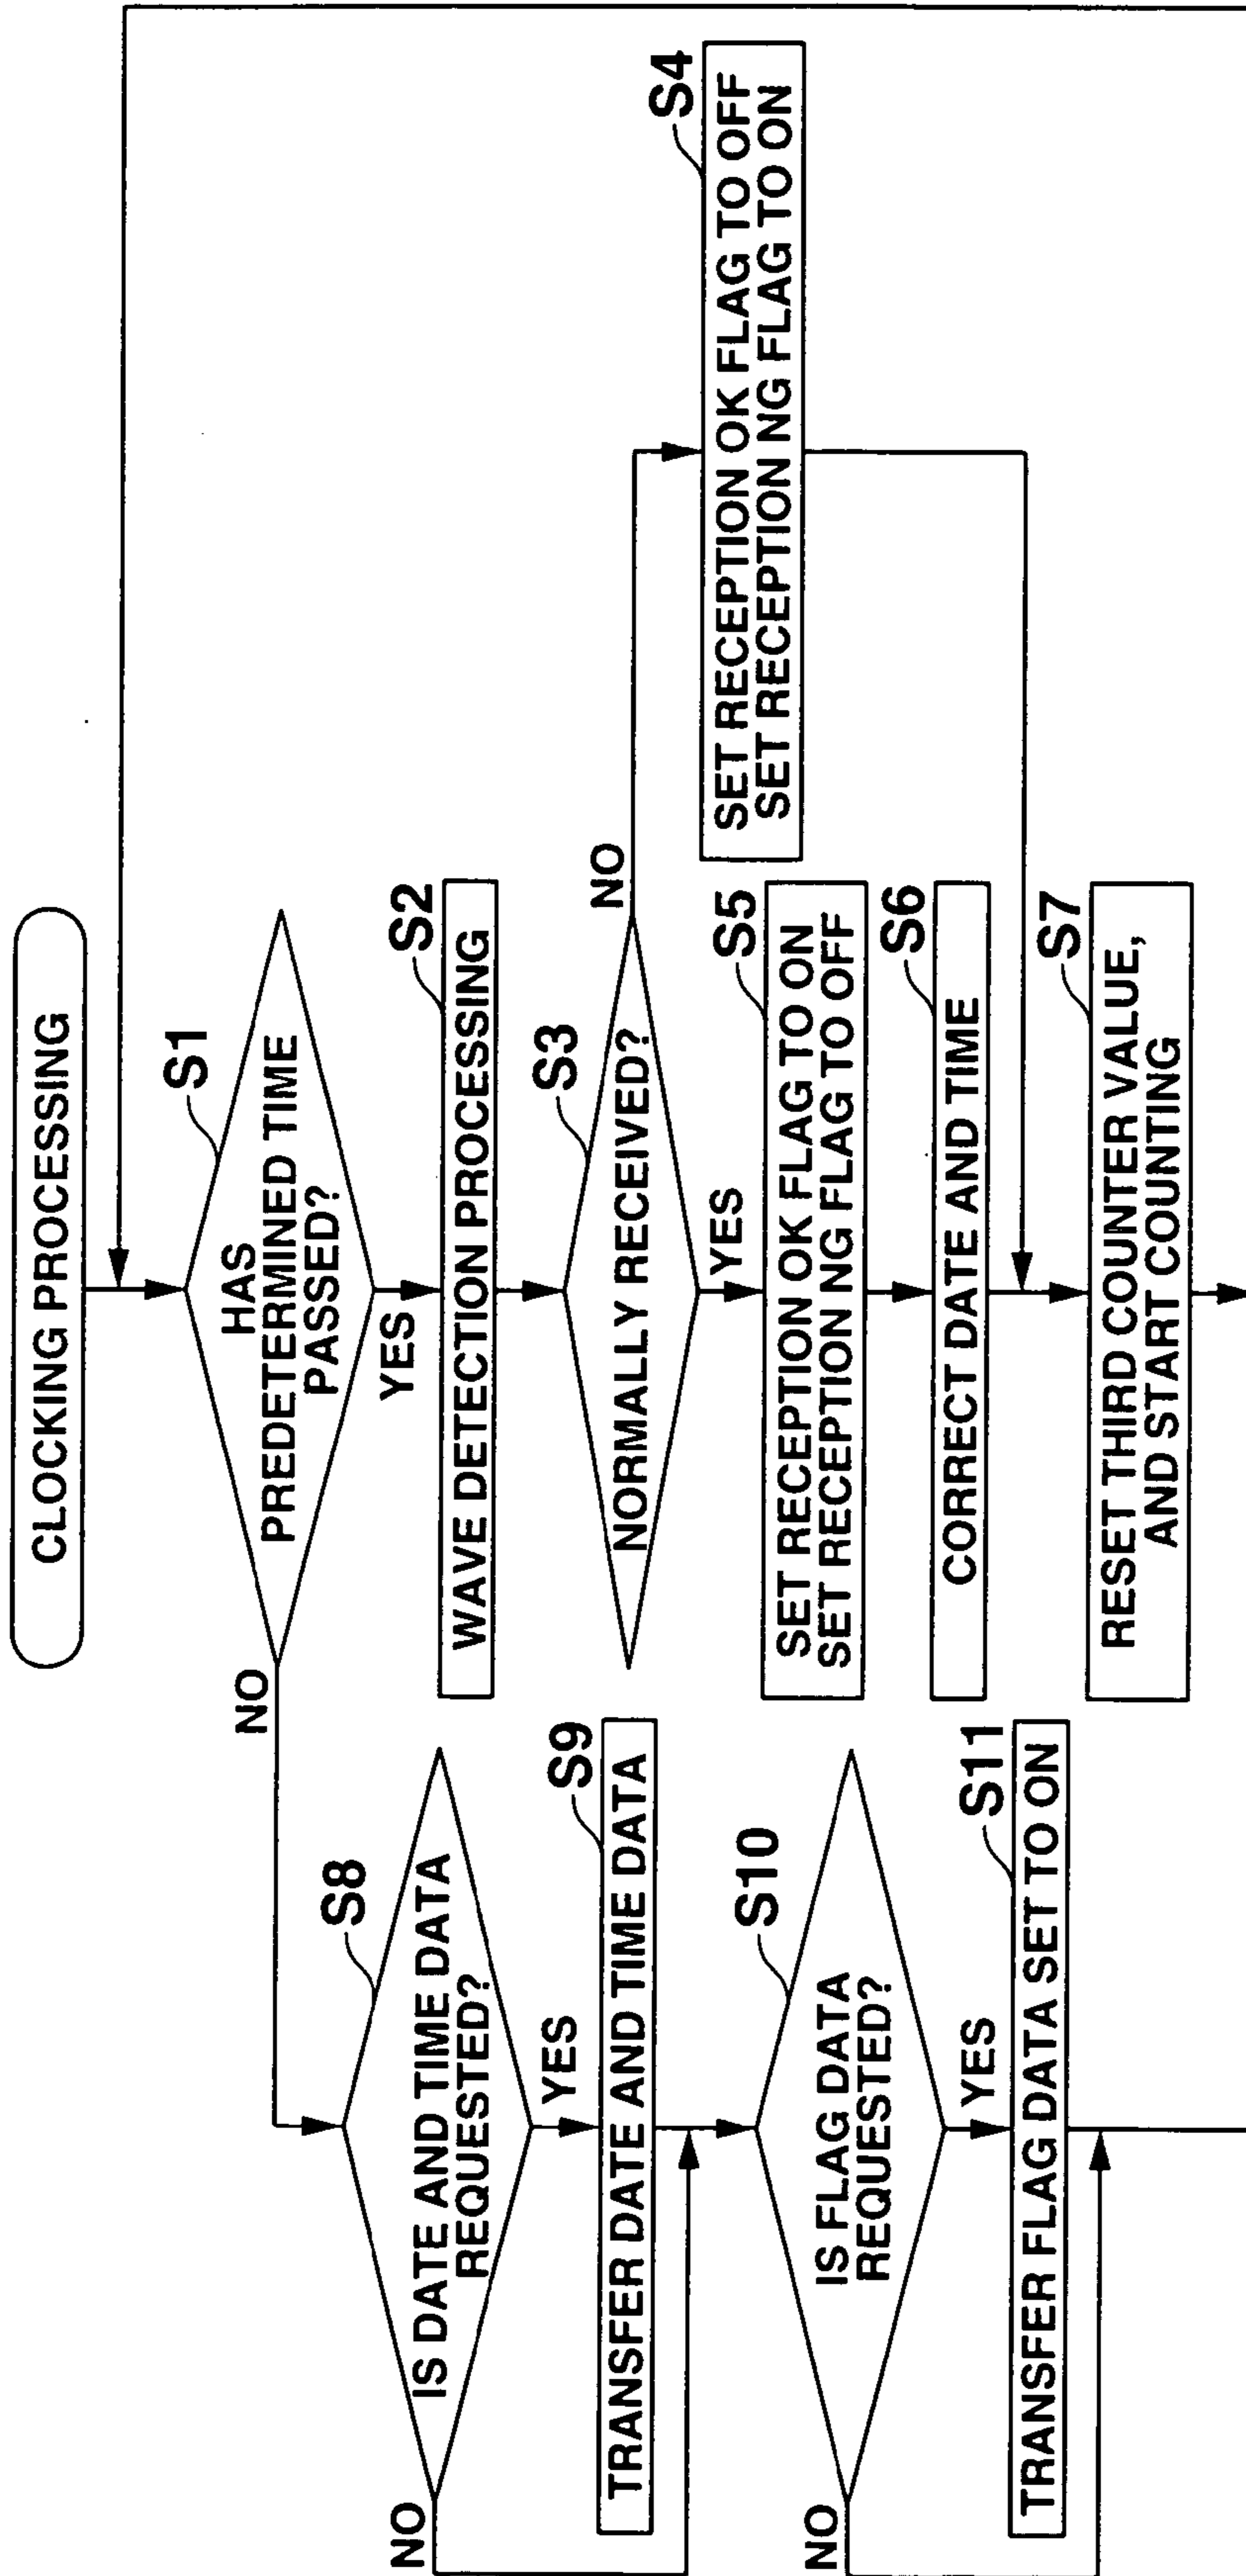 CLOCKING PROCESSING
S1
HAS
PREDETERMINED TIME
PASSED?
NO
YES
S2
WAVE DETECTION PROCESSING
S3
NORMALLY RECEIVED?
NO
YES
S4
SET RECEPTION OK FLAG TO OFF
SET RECEPTION NG FLAG TO ON
S5
SET RECEPTION OK FLAG TO ON
SET RECEPTION NG FLAG TO OFF
S6
CORRECT DATE AND TIME
S7
RESET THIRD COUNTER VALUE,
AND START COUNTING
S8
IS DATE AND TIME DATA
REQUESTED?
NO
YES
S9
TRANSFER DATE AND TIME DATA
S10
IS FLAG DATA
REQUESTED?
NO
YES
S11
TRANSFER FLAG DATA SET TO ON